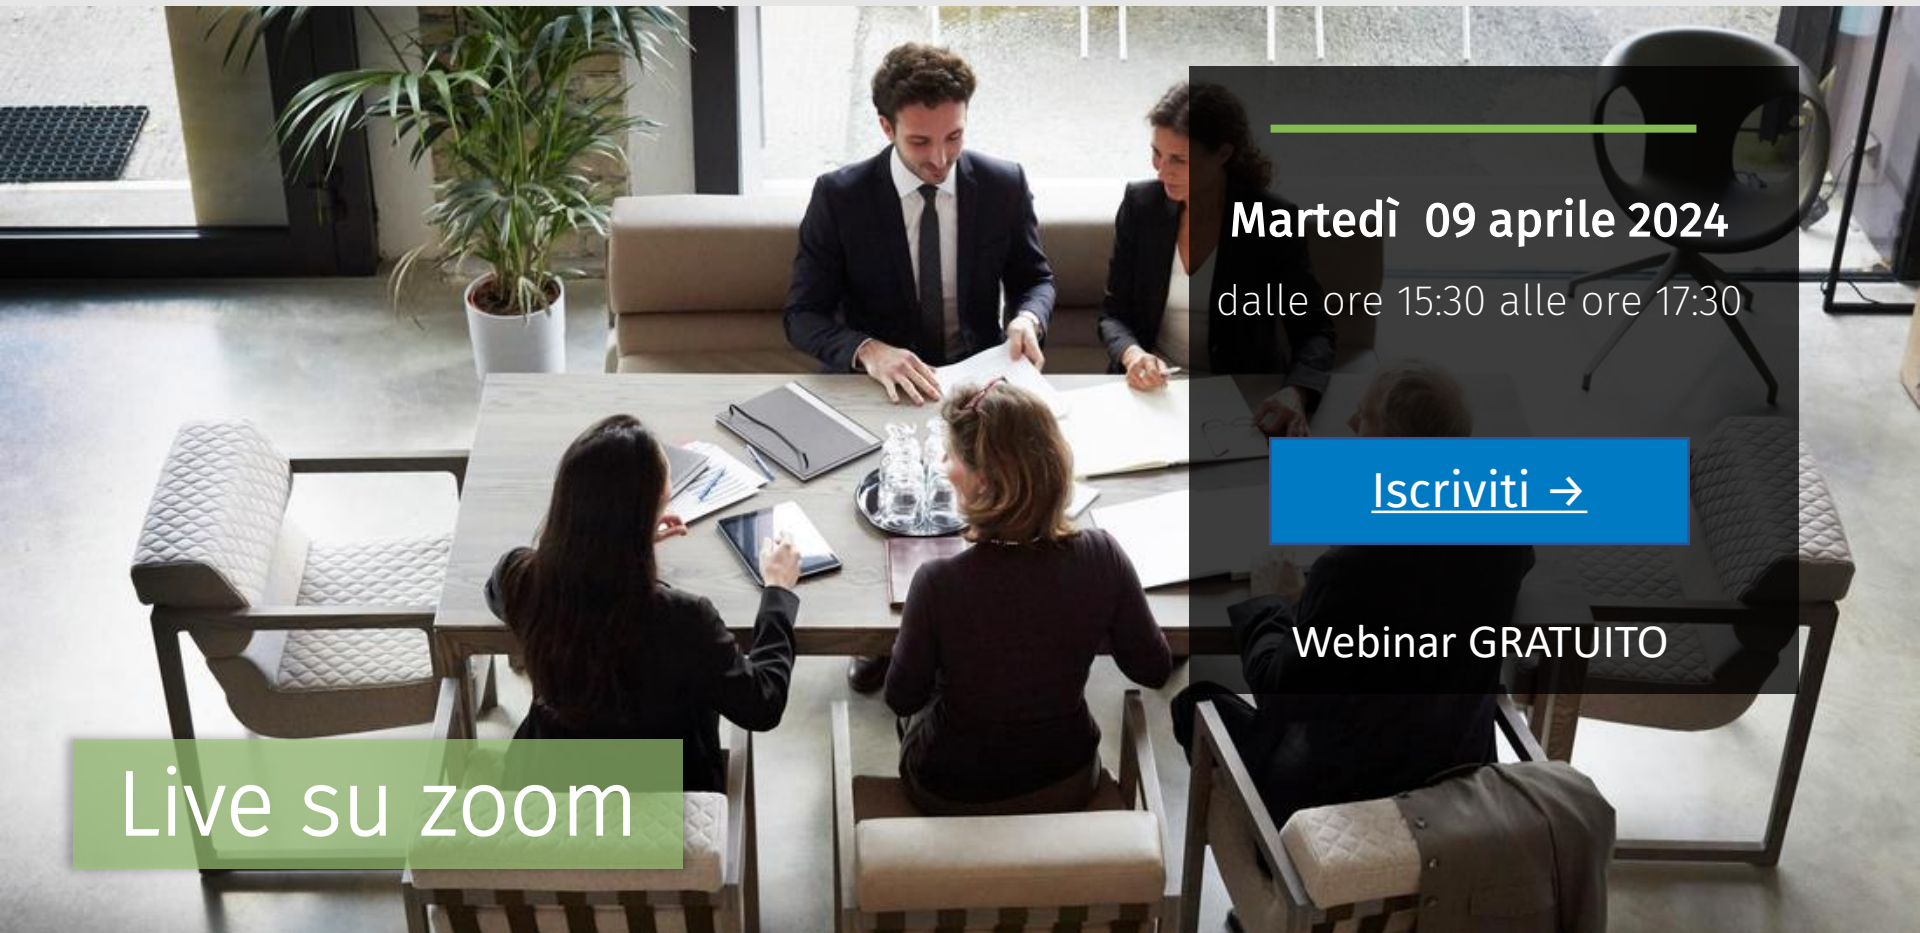 Martedì 09 aprile 2024
dalle ore 15:30 alle ore 17:30
Iscriviti →
Webinar GRATUITO
Live su zoom